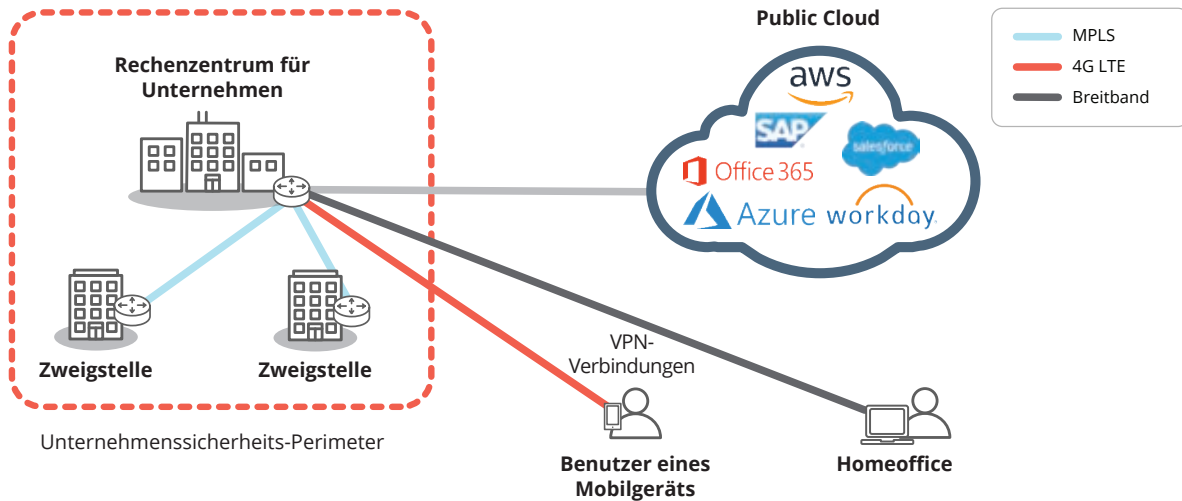 Public Cloud
MPLS
4G LTE
Breitband
Rechenzentrum für
Unternehmen
aws
SAP
salesforce
Office 365
Azure
workday.
Zweigstelle
Zweigstelle
VPN-
Verbindungen
Unternehmenssicherheits-Perimeter
Benutzer eines
Mobilgeräts
Homeoffice